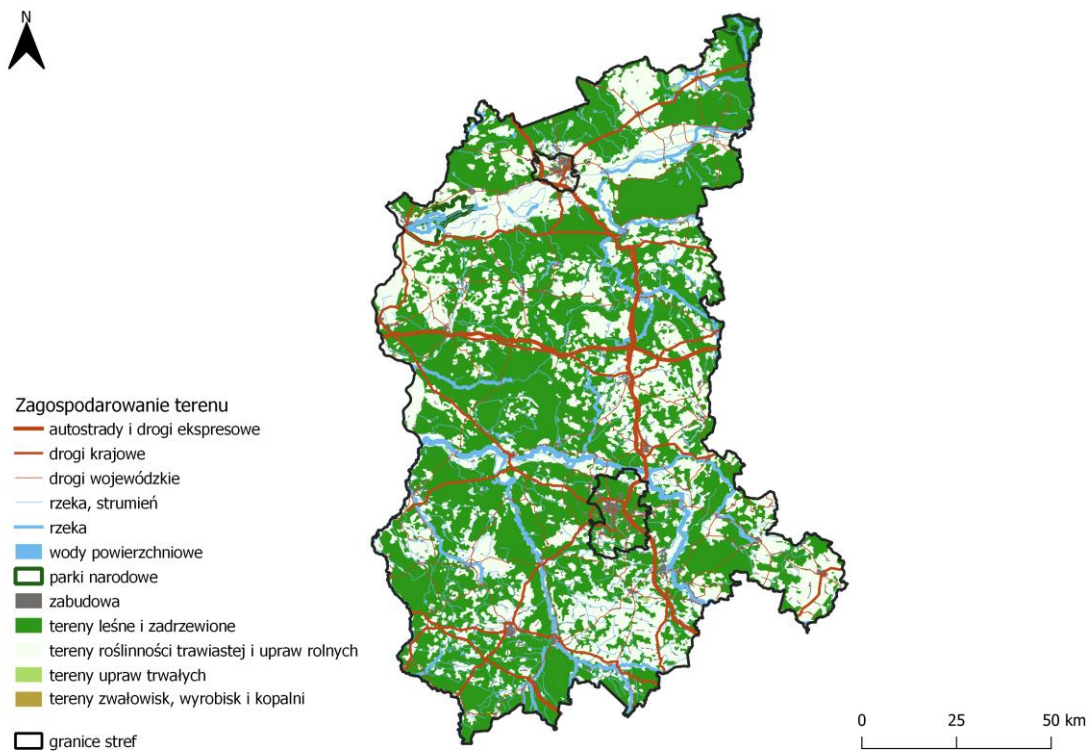 N
Zagospodarowanie terenu
autostrady i drogi ekspresowe
drogi krajowe
drogi wojewódzkie
rzeka, strumień
rzeka
wody powierzchniowe
parki narodowe
zabudowa
tereny leśne i zadrzewione
tereny roślinności trawiastej i upraw rolnych
tereny upraw trwałych
tereny zwałowisk, wyrobisk i kopalni
granice stref
0 25 50 km